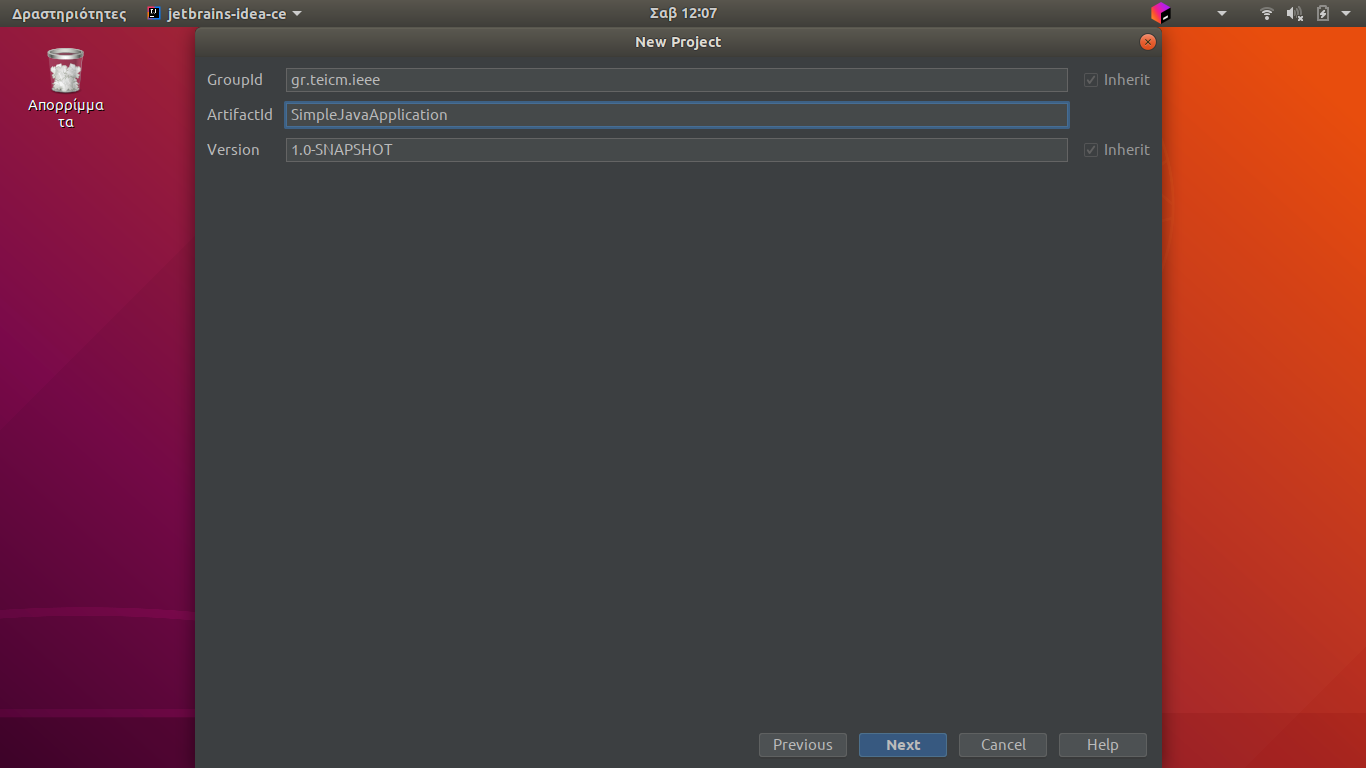 Δραστηριότητες jetbrains-idea-ce Σαβ 12:07
New Project
Απορρίμμα
τα
GroupId gr.teicm.ieee Inherit
ArtifactId SimpleJavaApplication
Version 1.0-SNAPSHOT Inherit
Previous Next Cancel Help